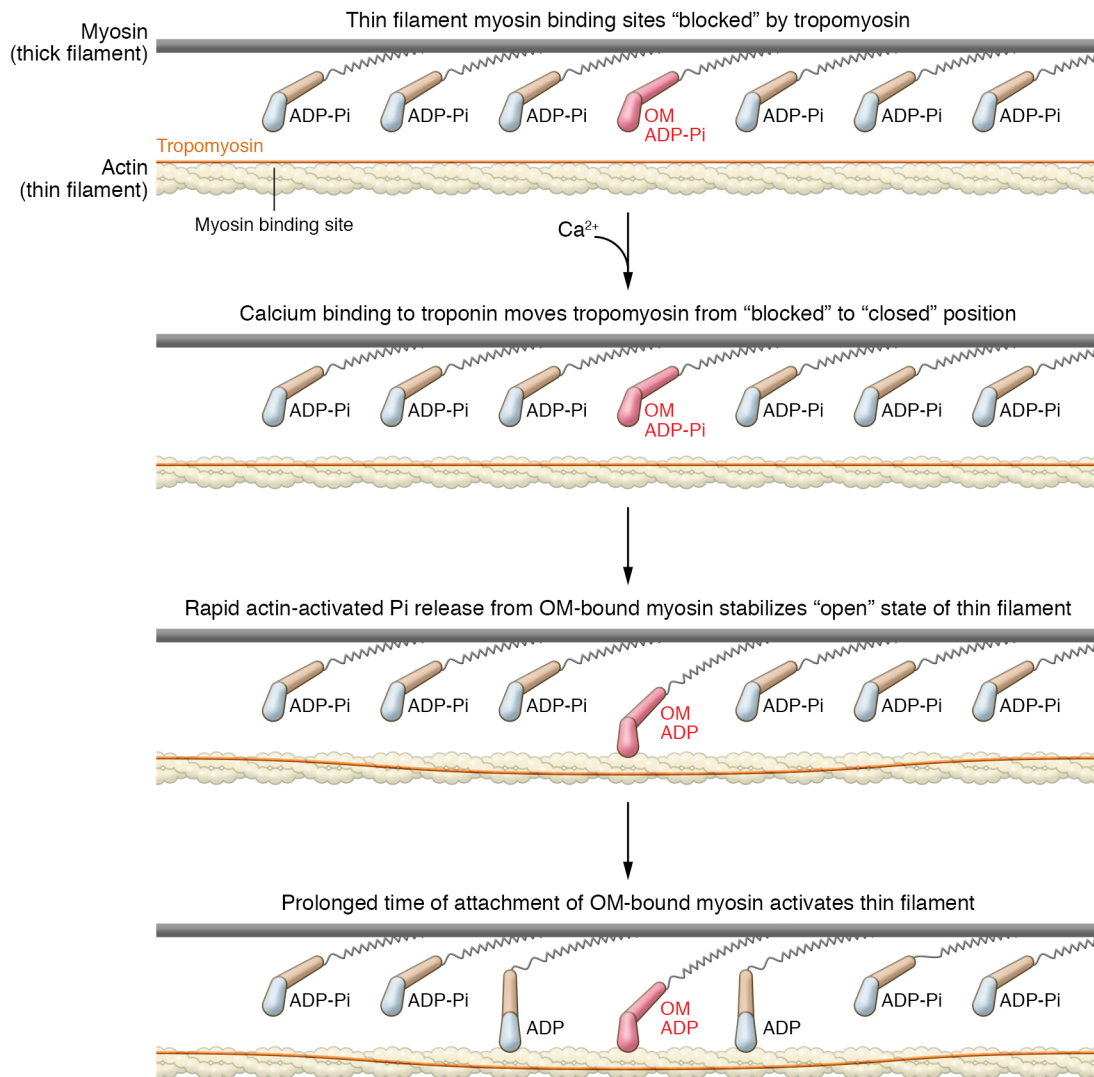 Thin filament myosin binding sites “blocked” by tropomyosin
Myosin
(thick filament)
ADP-Pi
ADP-Pi
ADP-Pi
OM
ADP-Pi
ADP-Pi
ADP-Pi
ADP-Pi
Tropomyosin
Actin
(thin filament)
Myosin binding site
Ca²⁺
Calcium binding to troponin moves tropomyosin from “blocked” to “closed” position
ADP-Pi
ADP-Pi
ADP-Pi
OM
ADP-Pi
ADP-Pi
ADP-Pi
ADP-Pi
Rapid actin-activated Pi release from OM-bound myosin stabilizes “open” state of thin filament
ADP-Pi
ADP-Pi
ADP-Pi
OM
ADP
ADP-Pi
ADP-Pi
ADP-Pi
Prolonged time of attachment of OM-bound myosin activates thin filament
ADP-Pi
ADP-Pi
ADP
OM
ADP
ADP
ADP-Pi
ADP-Pi